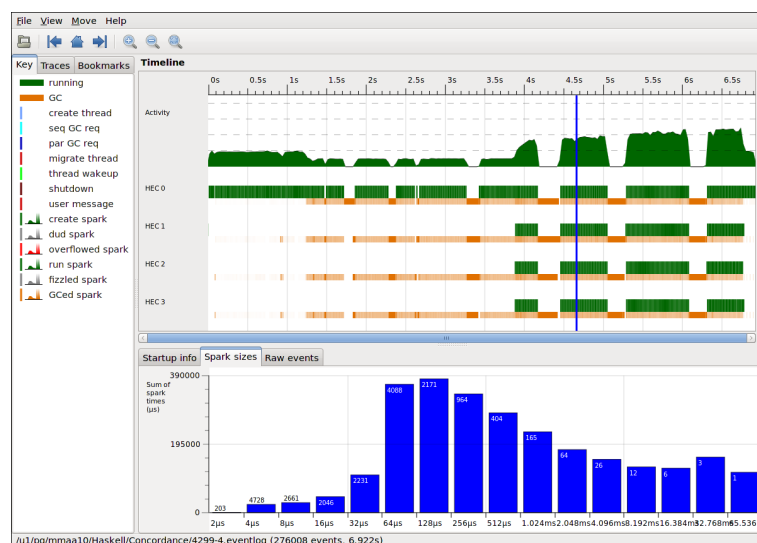 File View Move Help
Key Traces Bookmarks
running
GC
create thread
seq GC req
par GC req
migrate thread
thread wakeup
shutdown
user message
create spark
dud spark
overflowed spark
run spark
fizzled spark
GCed spark
Timeline
0s 0.5s 1s 1.5s 2s 2.5s 3s 3.5s 4s 4.5s 5s 5.5s 6s 6.5s
Activity
HEC 0
HEC 1
HEC 2
HEC 3
Startup info Spark sizes Raw events
Sum of
spark
times
(µs)
390000
195000
0
203 4728 2661 2046 2231 4088 2171 964 404 165 64 26 12 6 3 1
2µs 4µs 8µs 16µs 32µs 64µs 128µs 256µs 512µs 1.024ms 2.048ms 4.096ms 8.192ms 16.384m 32.768m 65.536
/u1/pg/mmaa10/Haskell/Concordance/4299-4.eventlog (276008 events, 6.922s)